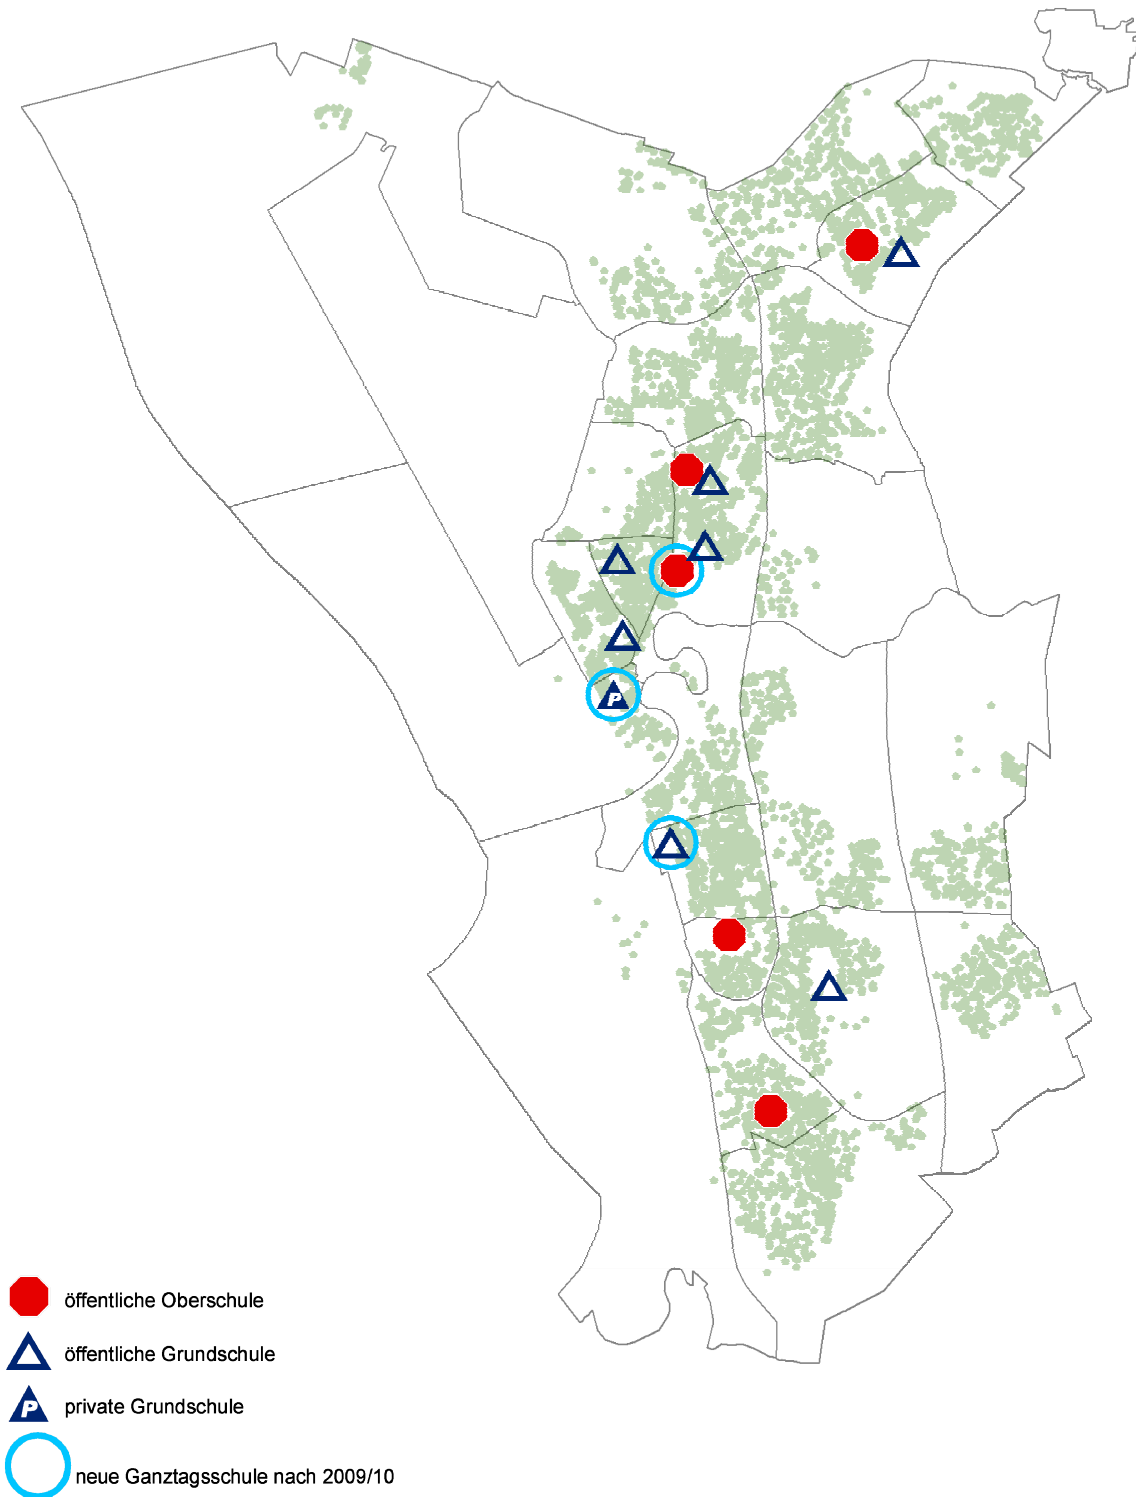 P
öffentliche Oberschule
öffentliche Grundschule
P private Grundschule
neue Ganztagsschule nach 2009/10